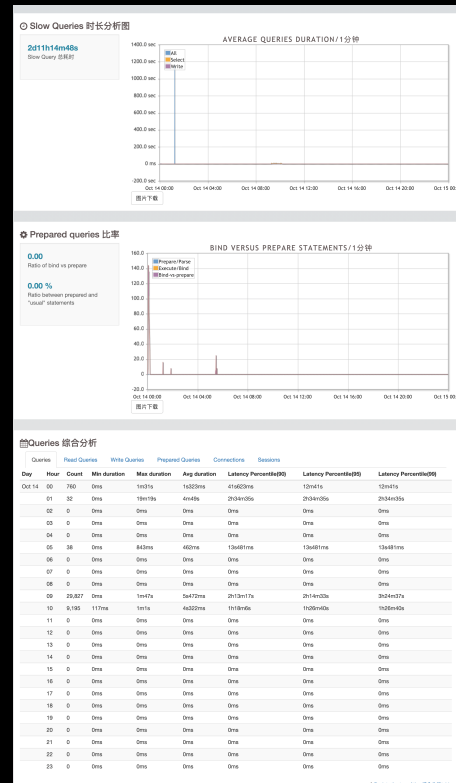 Slow Queries 时长分析图
2d11h14m48s
Slow Query 总耗时
AVERAGE QUERIES DURATION/1分钟
All
Select
Write
1400.0 sec
1200.0 sec
1000.0 sec
800.0 sec
600.0 sec
400.0 sec
200.0 sec
0 ms
-200.0 sec
Oct 14 00:00 Oct 14 04:00 Oct 14 08:00 Oct 14 12:00 Oct 14 16:00 Oct 14 20:00 Oct 15 00:
图片下载
Prepared queries 比率
0.00
Ratio of bind vs prepare
0.00 %
Ratio between prepared and
"usual" statements
BIND VERSUS PREPARE STATEMENTS/1分钟
Prepare/Parse
Execute/Bind
Bind-vs-prepare
160.0
140.0
120.0
100.0
80.0
60.0
40.0
20.0
0
-20.0
Oct 14 00:00 Oct 14 04:00 Oct 14 08:00 Oct 14 12:00 Oct 14 16:00 Oct 14 20:00 Oct 15 00:
图片下载
Queries 综合分析
Queries Read Queries Write Queries Prepared Queries Connections Sessions
Day Hour Count Min duration Max duration Avg duration Latency Percentile(90) Latency Percentile(95) Latency Percentile(99)
Oct 14 00 760 0ms 1m31s 1s323ms 41s623ms 12m41s 12m41s
01 32 0ms 19m19s 4m49s 2h34m35s 2h34m35s 2h34m35s
02 0 0ms 0ms 0ms 0ms 0ms 0ms
03 0 0ms 0ms 0ms 0ms 0ms 0ms
04 0 0ms 0ms 0ms 0ms 0ms 0ms
05 38 0ms 843ms 462ms 13s481ms 13s481ms 13s481ms
06 0 0ms 0ms 0ms 0ms 0ms 0ms
07 0 0ms 0ms 0ms 0ms 0ms 0ms
08 0 0ms 0ms 0ms 0ms 0ms 0ms
09 29,827 0ms 1m47s 5s472ms 2h13m17s 2h14m33s 3h24m37s
10 9,195 117ms 1m1s 4s322ms 1h18m6s 1h26m40s 1h26m40s
11 0 0ms 0ms 0ms 0ms 0ms 0ms
12 0 0ms 0ms 0ms 0ms 0ms 0ms
13 0 0ms 0ms 0ms 0ms 0ms 0ms
14 0 0ms 0ms 0ms 0ms 0ms 0ms
15 0 0ms 0ms 0ms 0ms 0ms 0ms
16 0 0ms 0ms 0ms 0ms 0ms 0ms
17 0 0ms 0ms 0ms 0ms 0ms 0ms
18 0 0ms 0ms 0ms 0ms 0ms 0ms
19 0 0ms 0ms 0ms 0ms 0ms 0ms
20 0 0ms 0ms 0ms 0ms 0ms 0ms
21 0 0ms 0ms 0ms 0ms 0ms 0ms
22 0 0ms 0ms 0ms 0ms 0ms 0ms
23 0 0ms 0ms 0ms 0ms 0ms 0ms